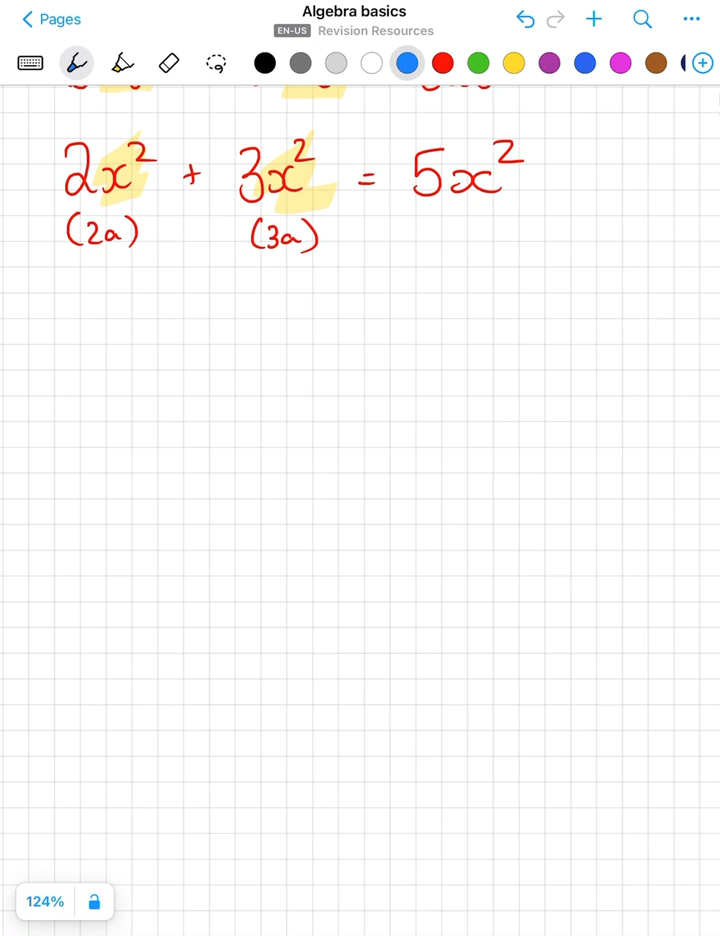 Pages
Algebra basics
EN-US Revision Resources
2x² + 3x² = 5x²
(2a) (3a)
124%